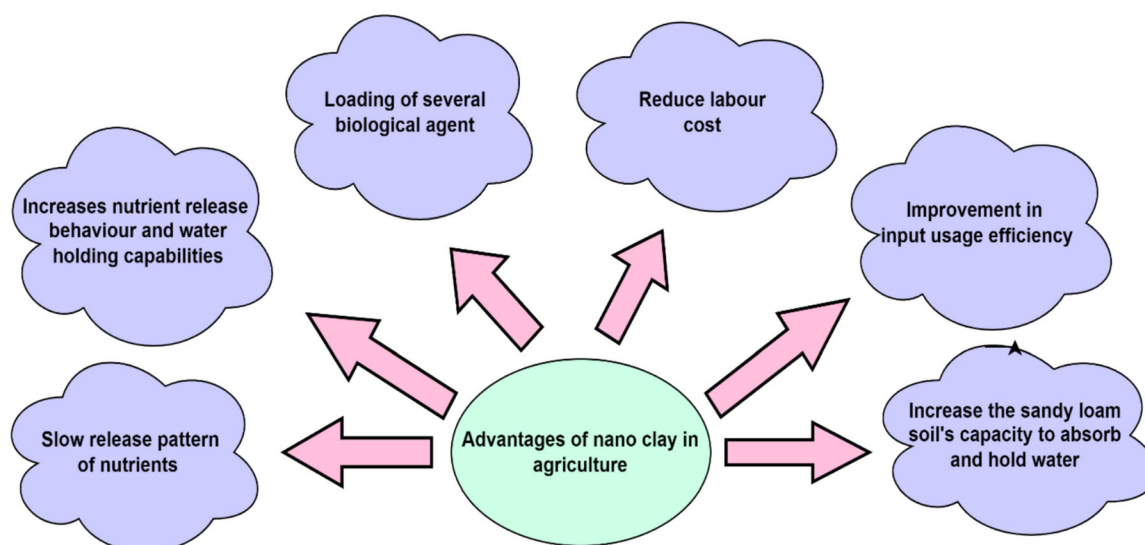 Loading of several
biological agent
Reduce labour
cost
Increases nutrient release
behaviour and water
holding capabilities
Improvement in
input usage efficiency
Slow release pattern
of nutrients
Advantages of nano clay in
agriculture
Increase the sandy loam
soil's capacity to absorb
and hold water